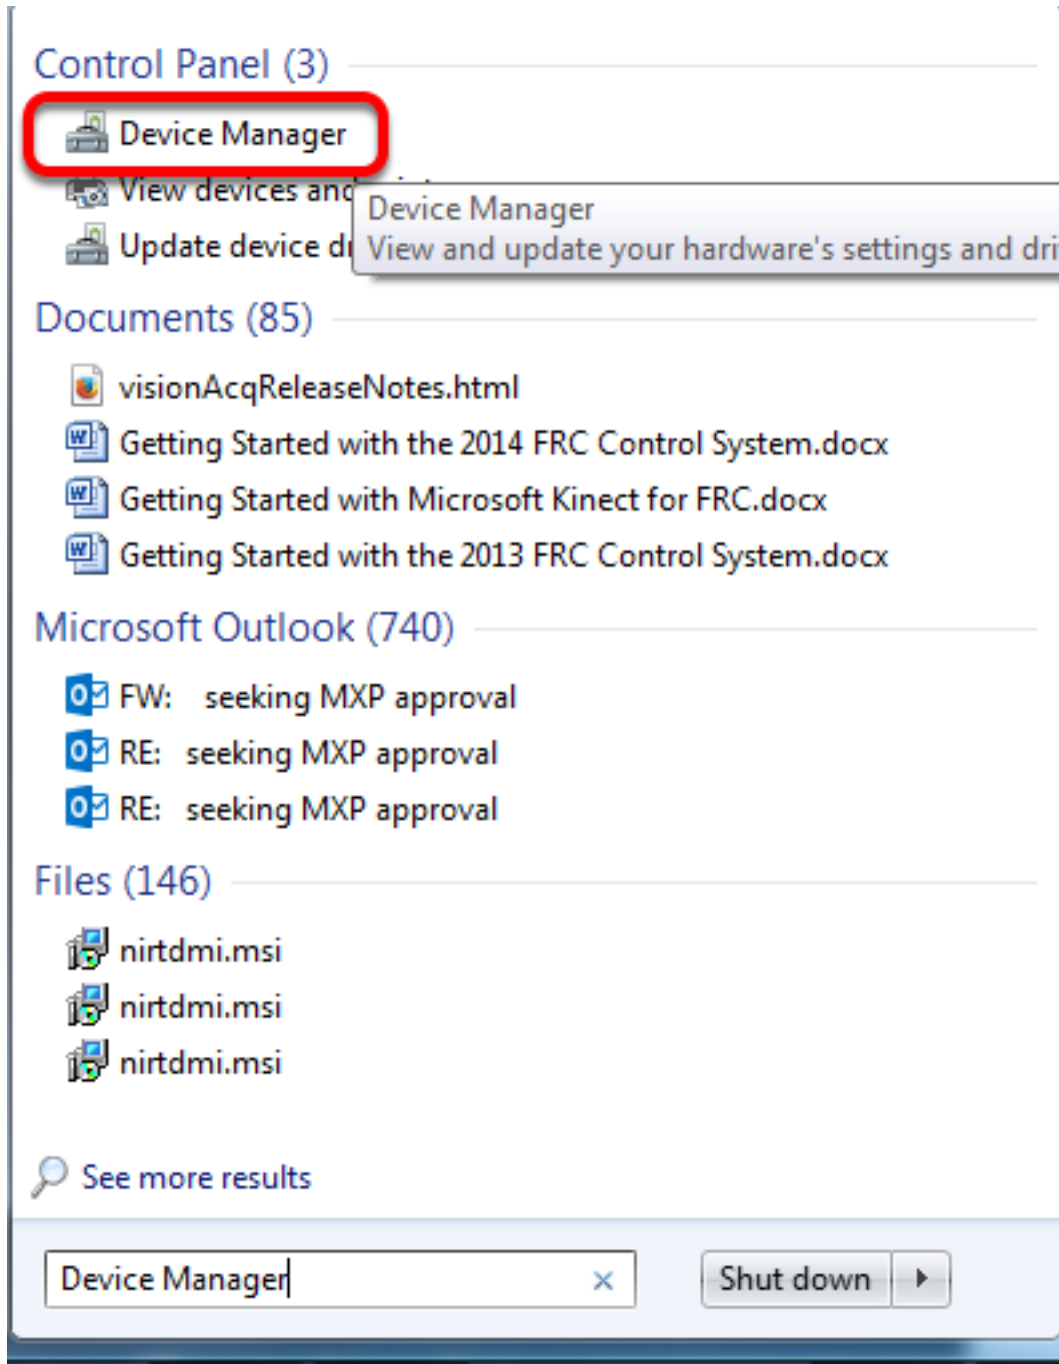 Control Panel (3)
Device Manager
View devices and
Device Manager
Update device
View and update your hardware's settings and
Documents (85)
visionAcqReleaseNotes.html
Getting Started with the 2014 FRC Control System.docx
Getting Started with Microsoft Kinect for FRC.docx
Getting Started with the 2013 FRC Control System.docx
Microsoft Outlook (740)
FW: seeking MXP approval
RE: seeking MXP approval
RE: seeking MXP approval
Files (146)
nirtdmi.msi
nirtdmi.msi
nirtdmi.msi
See more results
Device Manager
Shut down